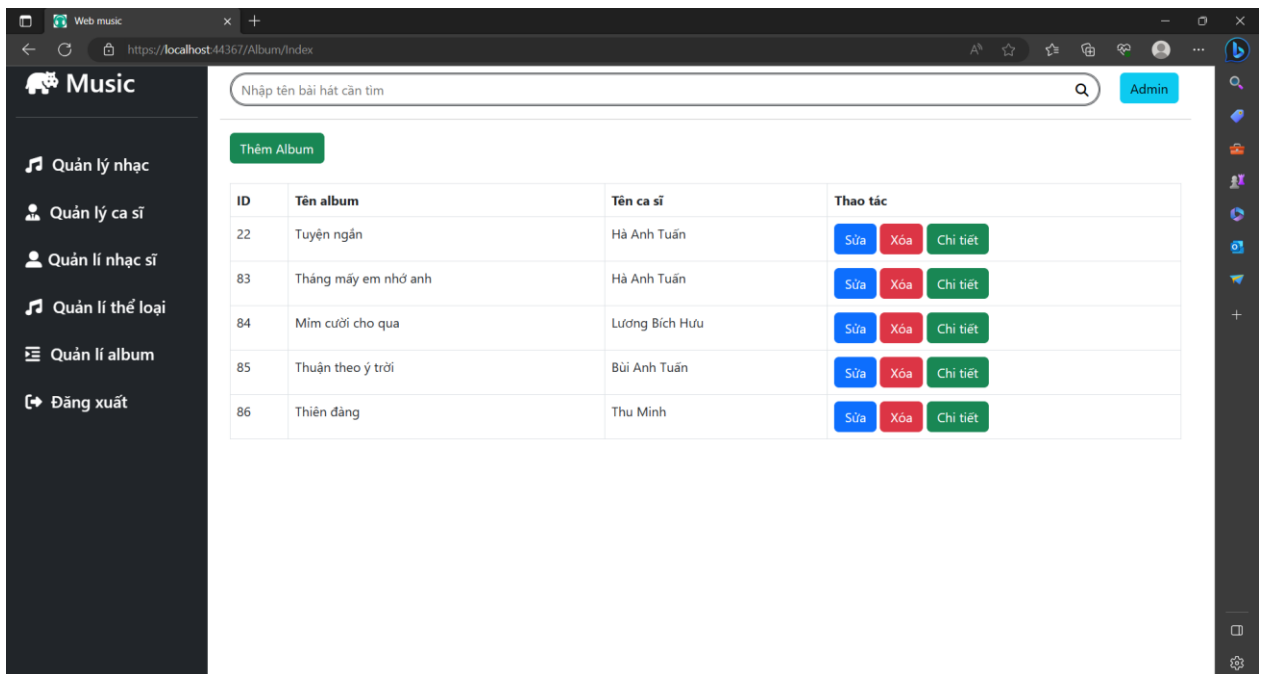 Web music
https://localhost:44367/Album/Index
Music
Nhập tên bài hát cần tìm
Admin
Quản lý nhạc
Quản lý ca sĩ
Quản lí nhạc sĩ
Quản lí thể loại
Quản lí album
Đăng xuất
Thêm Album
ID Tên album Tên ca sĩ Thao tác
22 Tuyện ngắn Hà Anh Tuấn Sửa Xóa Chi tiết
83 Tháng mấy em nhớ anh Hà Anh Tuấn Sửa Xóa Chi tiết
84 Mỉm cười cho qua Lương Bích Hưu Sửa Xóa Chi tiết
85 Thuận theo ý trời Bùi Anh Tuấn Sửa Xóa Chi tiết
86 Thiên đàng Thu Minh Sửa Xóa Chi tiết